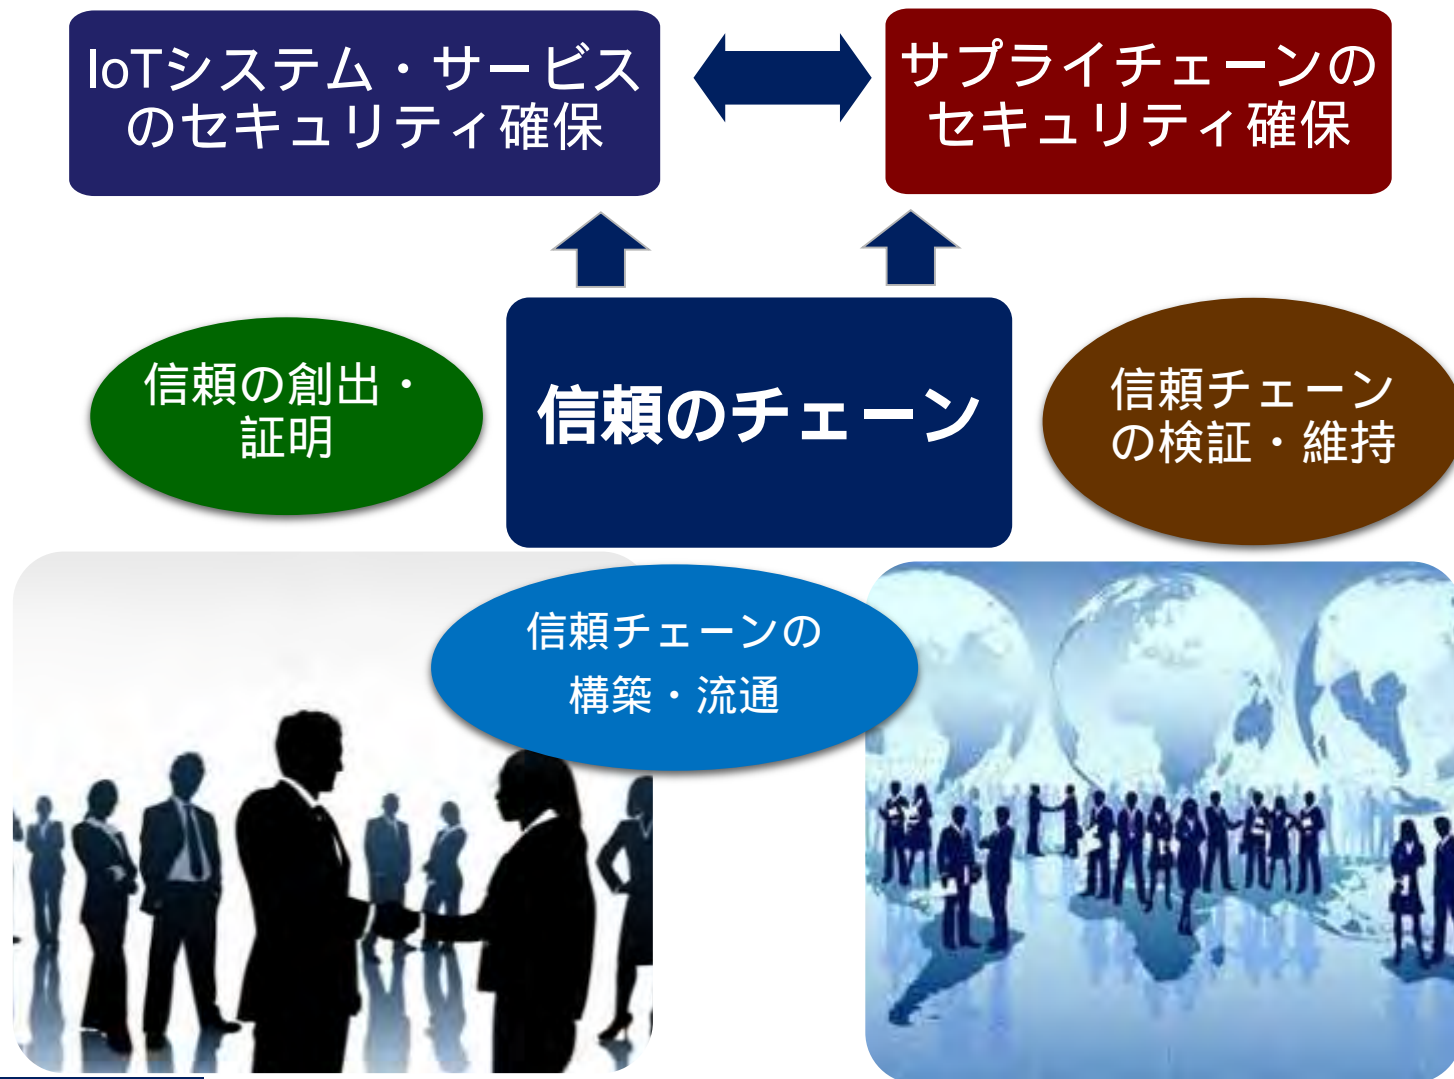 IoTシステム・サービス
のセキュリティ確保
サプライチェーンの
セキュリティ確保
信頼の創出・
証明
信頼のチェーン
信頼チェーン
の検証・維持
信頼チェーンの
構築・流通